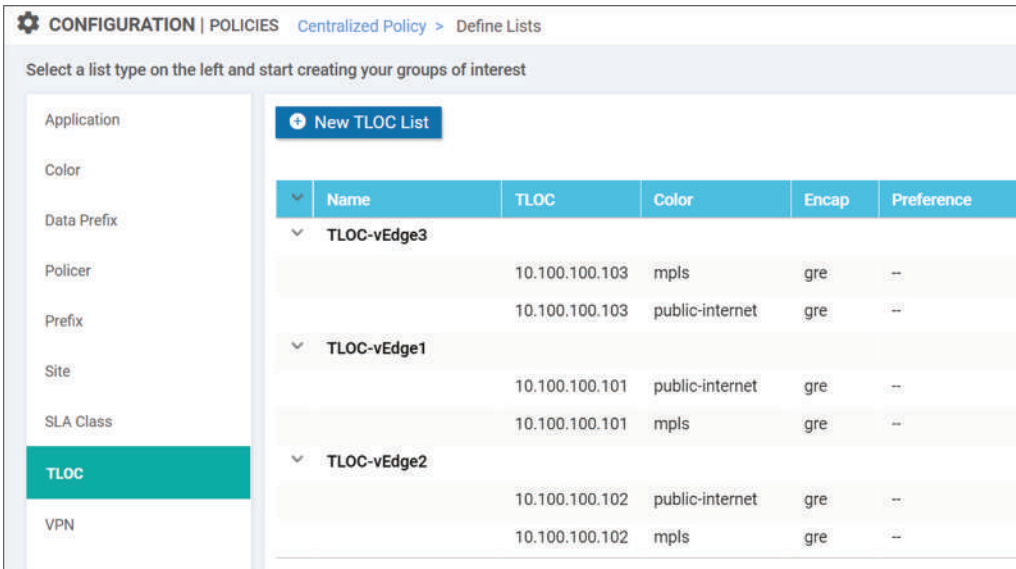 CONFIGURATION | POLICIES Centralized Policy > Define Lists
Select a list type on the left and start creating your groups of interest
Application
Color
Data Prefix
Policer
Prefix
Site
SLA Class
TLOC
VPN
New TLOC List
Name TLOC Color Encap Preference
TLOC-vEdge3
10.100.100.103 mpls gre --
10.100.100.103 public-internet gre --
TLOC-vEdge1
10.100.100.101 public-internet gre --
10.100.100.101 mpls gre --
TLOC-vEdge2
10.100.100.102 public-internet gre --
10.100.100.102 mpls gre --